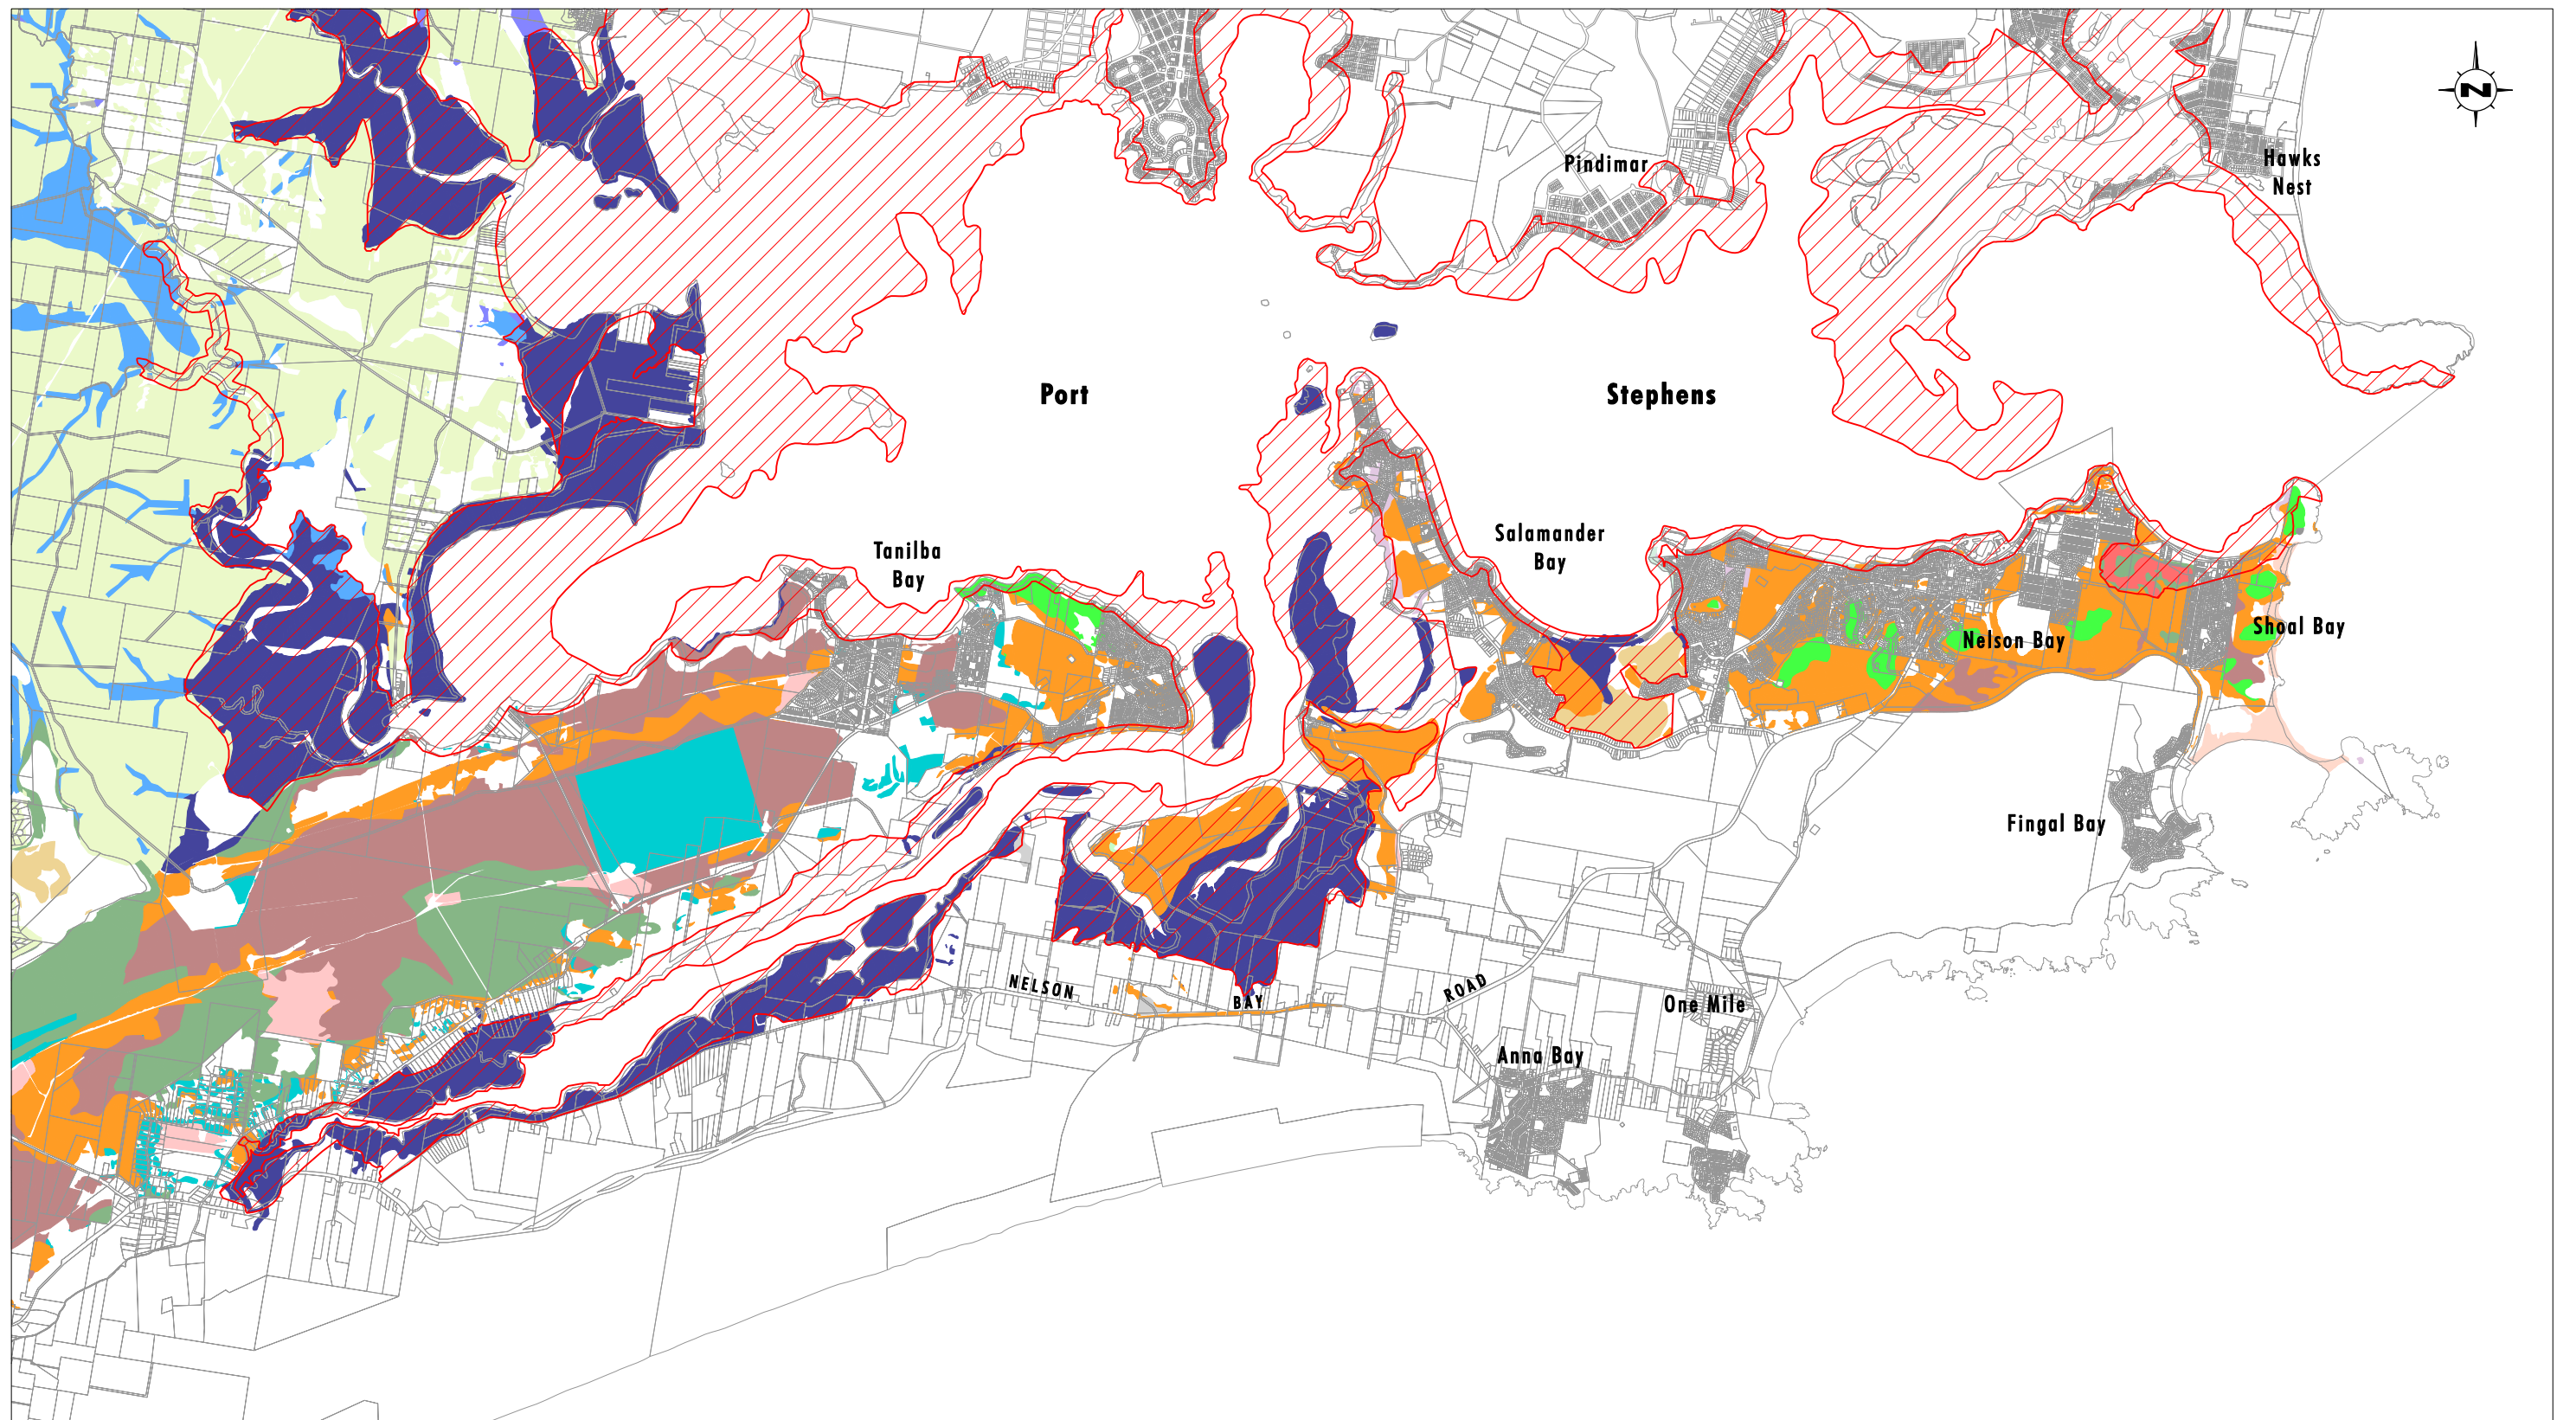 N
Pindimar
Hawks
Nest
Port
Stephens
Salamander
Bay
Tanilba
Bay
Shoal Bay
Nelson Bay
Fingal Bay
NELSON
BAY
ROAD
One Mile
Anna Bay